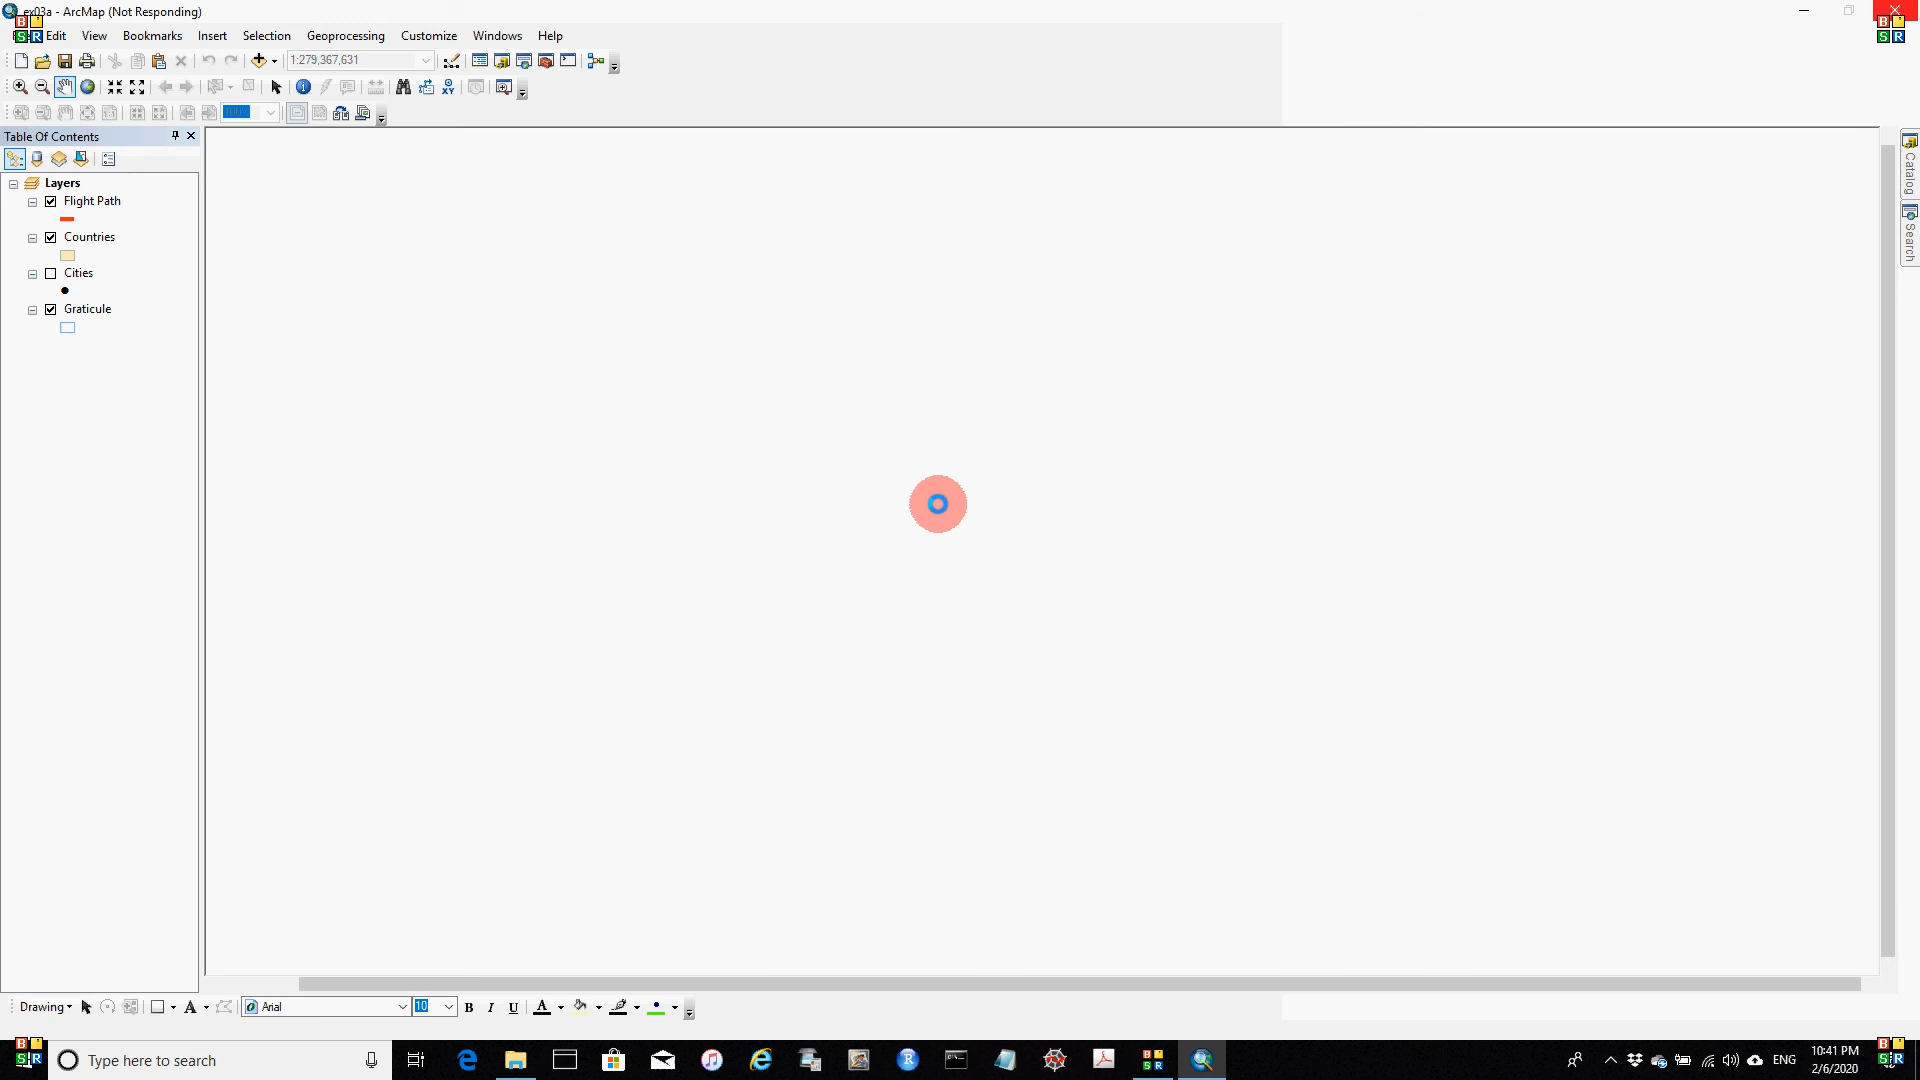 ex03a - ArcMap (Not Responding)
Edit View Bookmarks Insert Selection Geoprocessing Customize Windows Help
1:279,367,631
100%
Table Of Contents
Layers
Flight Path
Countries
Cities
Graticule
Catalog
Search
Drawing A Arial 10 B I U A
Type here to search
ENG
10:41 PM
2/6/2020
B
S R
B
S R
B
S R
B
S R